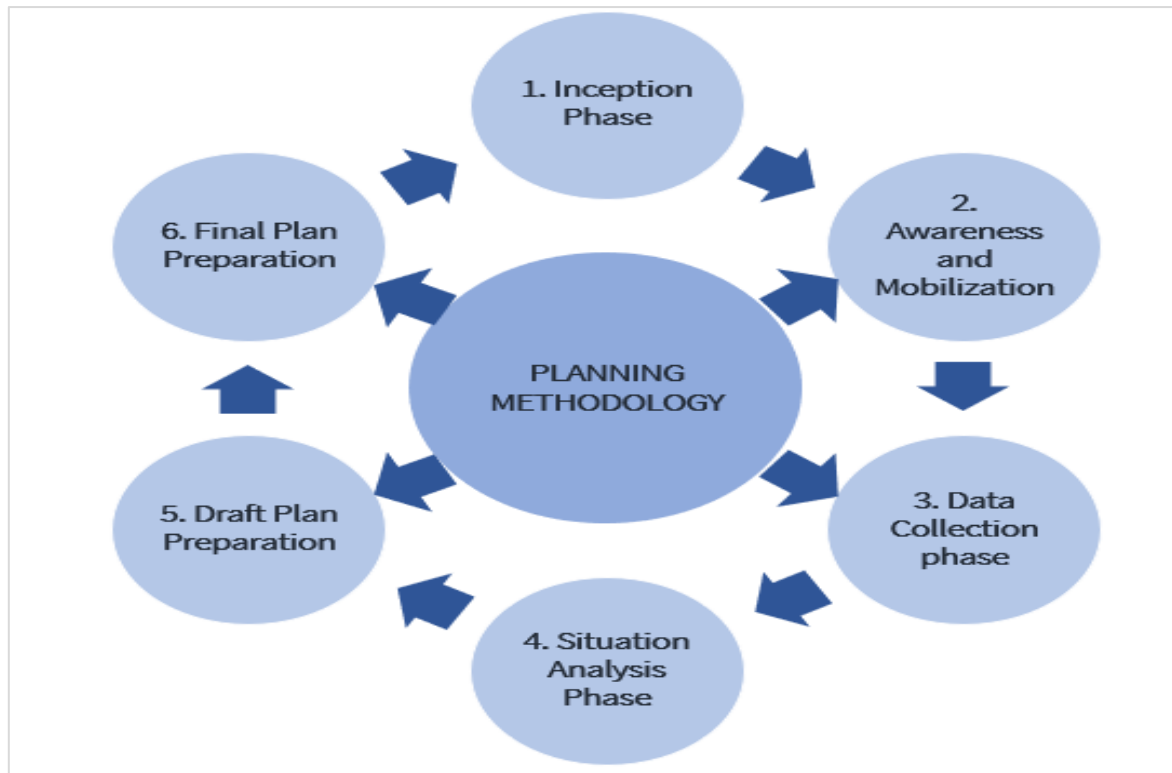 1. Inception
Phase
2.
Awareness
and
Mobilization
3. Data
Collection
phase
4. Situation
Analysis
Phase
5. Draft Plan
Preparation
6. Final Plan
Preparation
PLANNING
METHODOLOGY